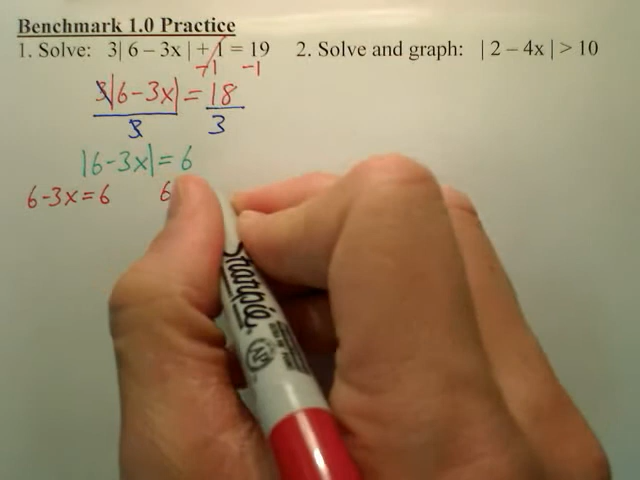 Benchmark 1.0 Practice
1. Solve: 3| 6 – 3x | + 1 = 19 2. Solve and graph: | 2 – 4x | > 10
-1 -1
3|6-3x| = 18
3 3
|6-3x| = 6
6-3x=6 6
Sharpie